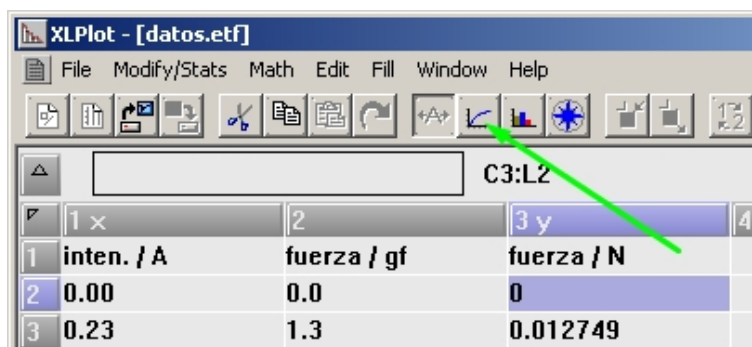 XLPlot - [datos.etf]
File Modify/Stats Math Edit Fill Window Help
A
C3:L2
1 x 2 3 y 4
1 inten. / A fuerza / gf fuerza / N
2 0.00 0.0 0
3 0.23 1.3 0.012749